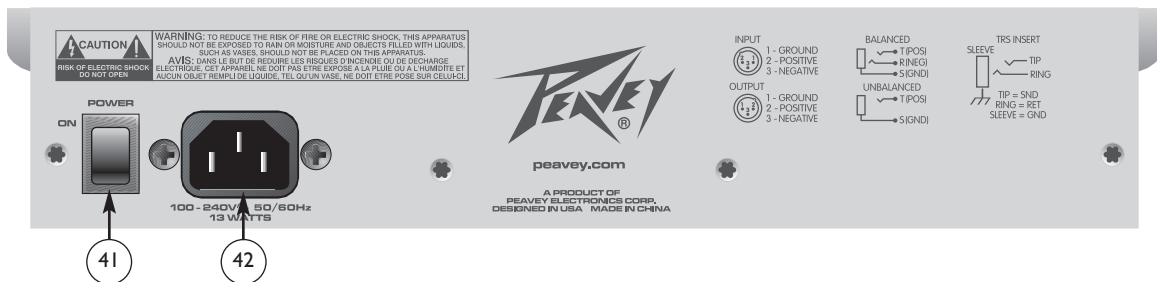 CAUTION
RISK OF ELECTRIC SHOCK
DO NOT OPEN
WARNING: TO REDUCE THE RISK OF FIRE OR ELECTRIC SHOCK, THIS APPARATUS
SHOULD NOT BE EXPOSED TO RAIN OR MOISTURE AND OBJECTS FILLED WITH LIQUIDS,
SUCH AS VASES, SHOULD NOT BE PLACED ON THIS APPARATUS.
AVIS: DANS LE BUT DE REDUIRE LES RISQUES D'INCENDIE OU DE DECHARGE
ELECTRIQUE, CET APPAREIL NE DOIT PAS ETRE EXPOSE A LA PLUIE OU A L'HUMIDITE ET
AUCUN OBJET REMPLI DE LIQUIDE, TEL QU'UN VASE, NE DOIT ETRE POSE SUR CELUI-CI.
POWER
ON
100 - 240V~ 50/60Hz
13 WATTS
41
42
PEAVEY®
peavey.com
A PRODUCT OF
PEAVEY ELECTRONICS CORP.
DESIGNED IN USA MADE IN CHINA
INPUT
1 - GROUND
2 - POSITIVE
3 - NEGATIVE
OUTPUT
1 - GROUND
2 - POSITIVE
3 - NEGATIVE
BALANCED
T(POS)
R(NEG)
S(GND)
UNBALANCED
T(POS)
S(GND)
TRS INSERT
SLEEVE
TIP
RING
TIP = SND
RING = RET
SLEEVE = GND